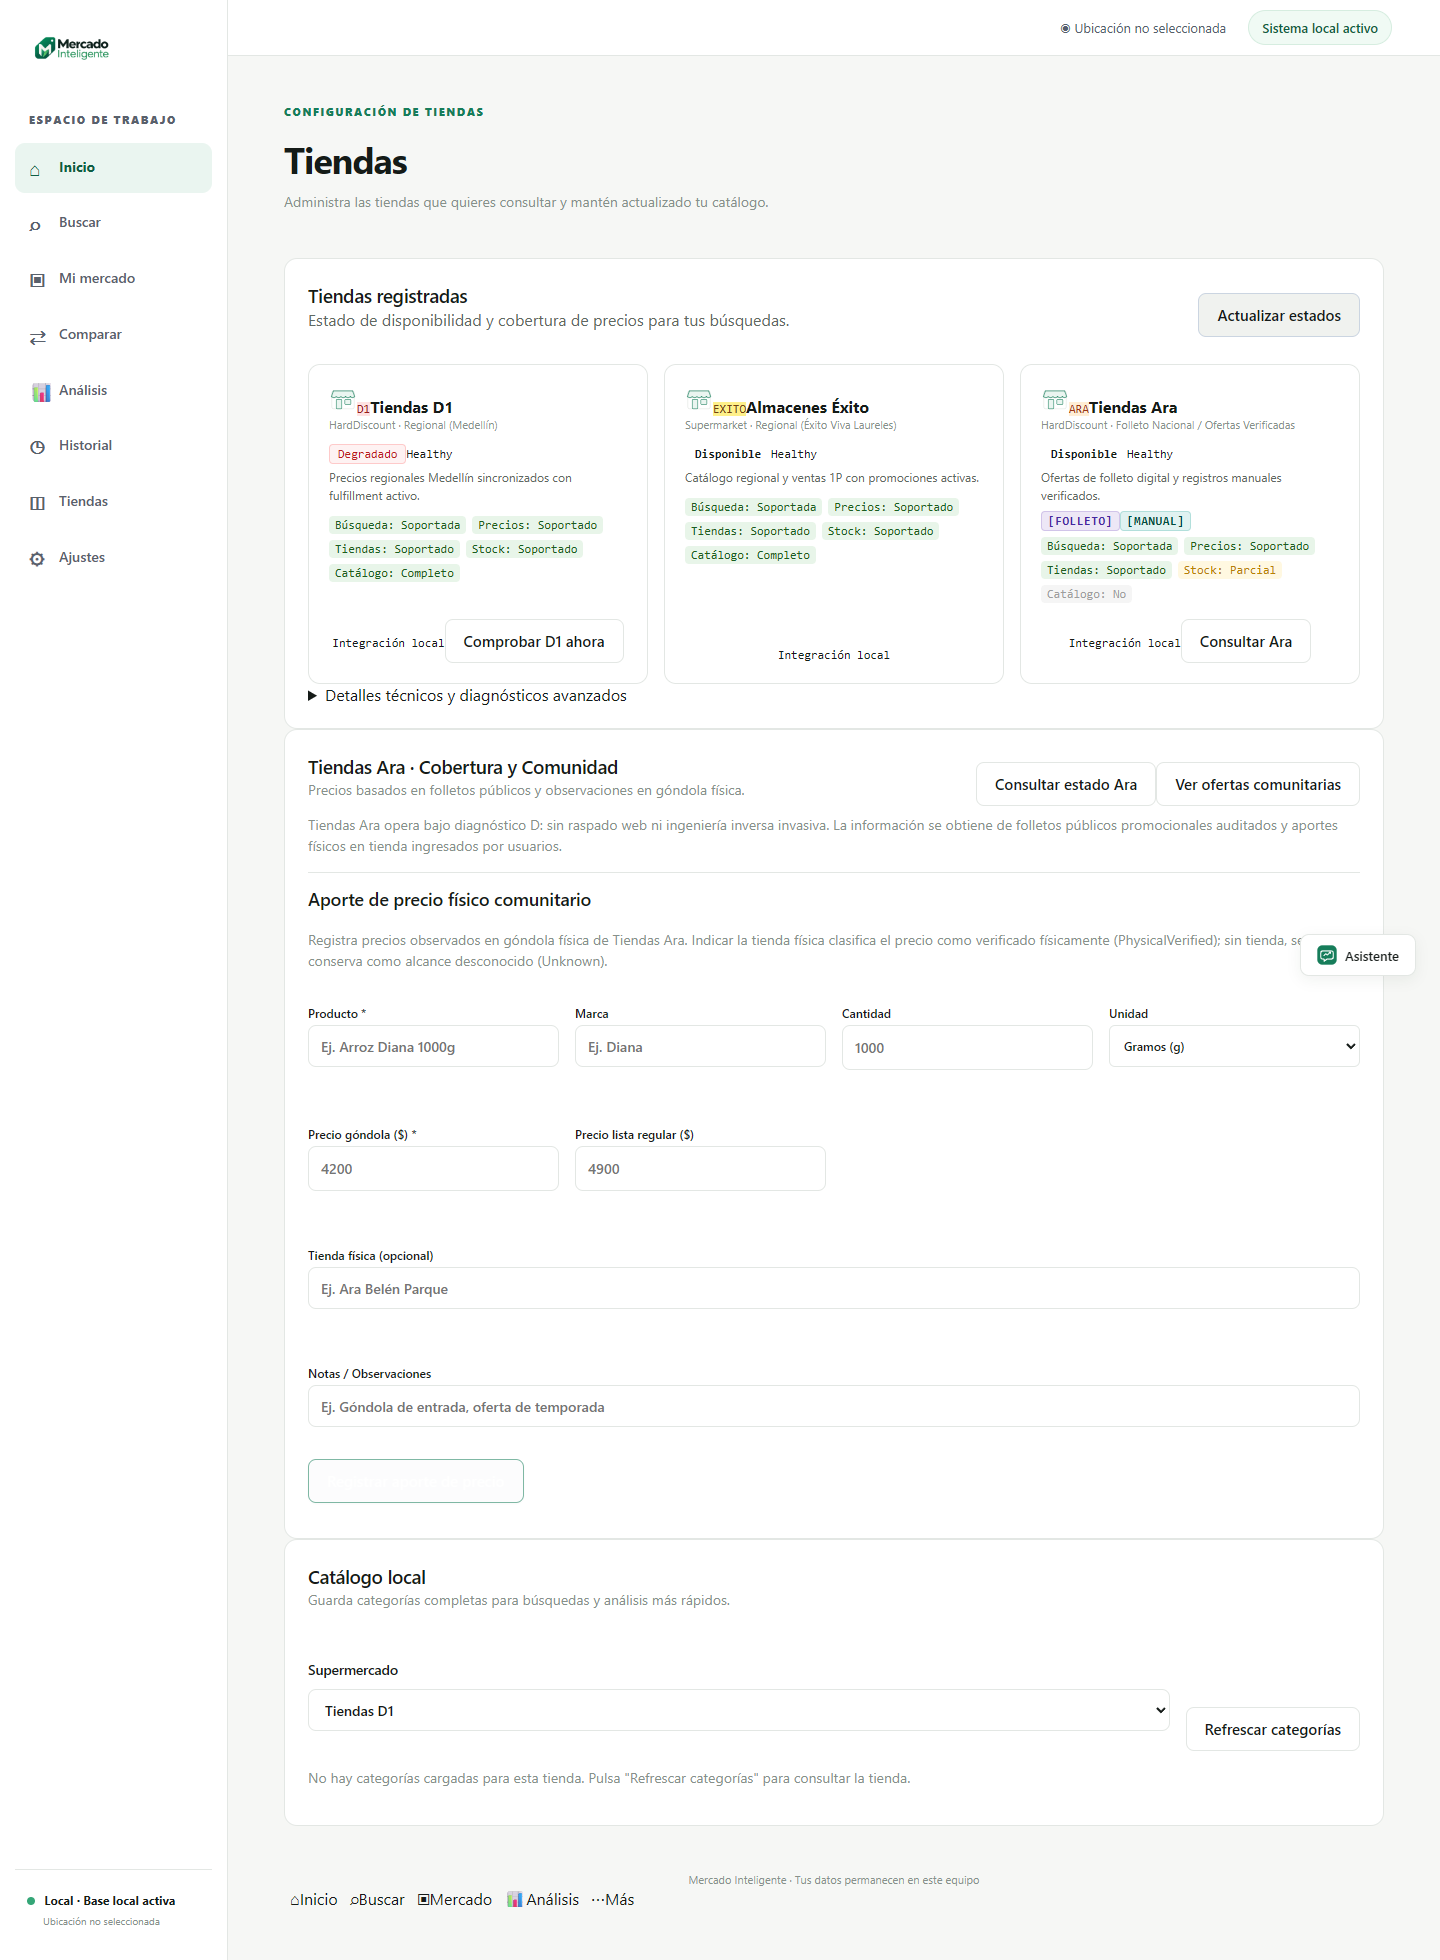 Mercado
Inteligente
ESPACIO DE TRABAJO
Inicio
Buscar
Mi mercado
Comparar
Análisis
Historial
Tiendas
Ajustes
Local · Base local activa
Ubicación no seleccionada
◉ Ubicación no seleccionada
Sistema local activo
CONFIGURACIÓN DE TIENDAS
Tiendas
Administra las tiendas que quieres consultar y mantén actualizado tu catálogo.
Tiendas registradas
Estado de disponibilidad y cobertura de precios para tus búsquedas.
Actualizar estados
D1Tiendas D1
HardDiscount · Regional (Medellín)
Degradado Healthy
Precios regionales Medellín sincronizados con
fulfillment activo.
Búsqueda: Soportada Precios: Soportado
Tiendas: Soportado Stock: Soportado
Catálogo: Completo
Integración local Comprobar D1 ahora
EXITOAlmacenes Éxito
Supermarket · Regional (Éxito Viva Laureles)
Disponible Healthy
Catálogo regional y ventas 1P con promociones activas.
Búsqueda: Soportada Precios: Soportado
Tiendas: Soportado Stock: Soportado
Catálogo: Completo
Integración local
ARATiendas Ara
HardDiscount · Folleto Nacional / Ofertas Verificadas
Disponible Healthy
Ofertas de folleto digital y registros manuales
verificados.
[FOLLETO] [MANUAL]
Búsqueda: Soportada Precios: Soportado
Tiendas: Soportado Stock: Parcial
Catálogo: No
Integración local Consultar Ara
▶ Detalles técnicos y diagnósticos avanzados
Tiendas Ara · Cobertura y Comunidad
Precios basados en folletos públicos y observaciones en góndola física.
Consultar estado Ara
Ver ofertas comunitarias
Tiendas Ara opera bajo diagnóstico D: sin raspado web ni ingeniería inversa invasiva. La información se obtiene de folletos públicos promocionales auditados y aportes
físicos en tienda ingresados por usuarios.
Aporte de precio físico comunitario
Registra precios observados en góndola física de Tiendas Ara. Indicar la tienda física clasifica el precio como verificado físicamente (PhysicalVerified); sin tienda, se
conserva como alcance desconocido (Unknown).
Asistente
Producto * Marca Cantidad Unidad
Ej. Arroz Diana 1000g Ej. Diana 1000 Gramos (g)
Precio góndola ($) * Precio lista regular ($)
4200 4900
Tienda física (opcional)
Ej. Ara Belén Parque
Notas / Observaciones
Ej. Góndola de entrada, oferta de temporada
Catálogo local
Guarda categorías completas para búsquedas y análisis más rápidos.
Supermercado
Tiendas D1
Refrescar categorías
No hay categorías cargadas para esta tienda. Pulsa "Refrescar categorías" para consultar la tienda.
Mercado Inteligente · Tus datos permanecen en este equipo
Inicio Buscar Mercado Análisis ⋯Más